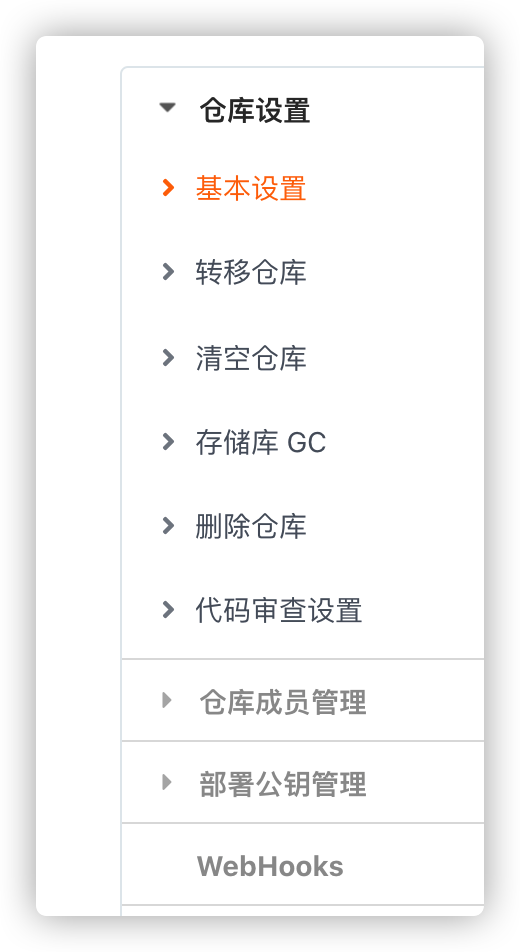 仓库设置
基本设置
转移仓库
清空仓库
存储库 GC
删除仓库
代码审查设置
仓库成员管理
部署公钥管理
WebHooks